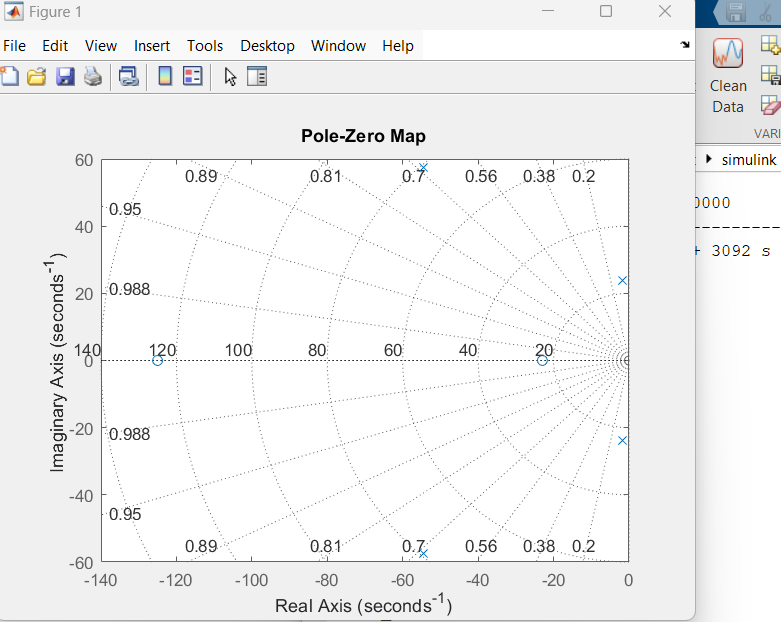 Figure 1
File Edit View Insert Tools Desktop Window Help
Clean
Data
VARI
simulink
0000
--------
+ 3092 s
Pole-Zero Map
60
40
20
0
-20
-40
-60
0.89 0.81 0.7 0.56 0.38 0.2
0.95
0.988
140 120 100 80 60 40 20
0.988
0.95
0.89 0.81 0.7 0.56 0.38 0.2
-140 -120 -100 -80 -60 -40 -20 0
Imaginary Axis (seconds⁻¹)
Real Axis (seconds⁻¹)